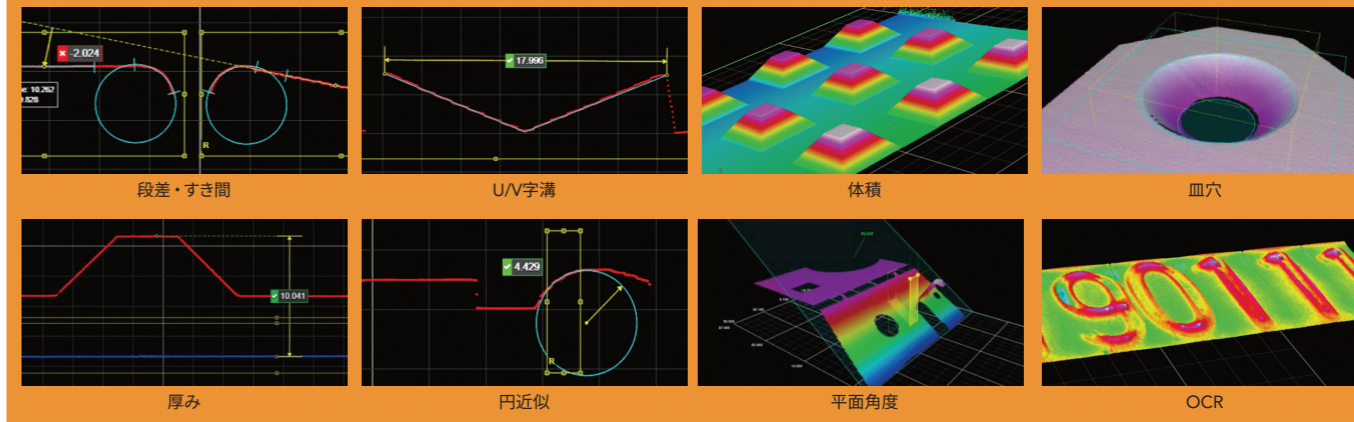 -2.024
10.262
R
17.996
段差・すき間
U/V字溝
体積
皿穴
10.041
4.429
R
90111
厚み
円近似
平面角度
OCR